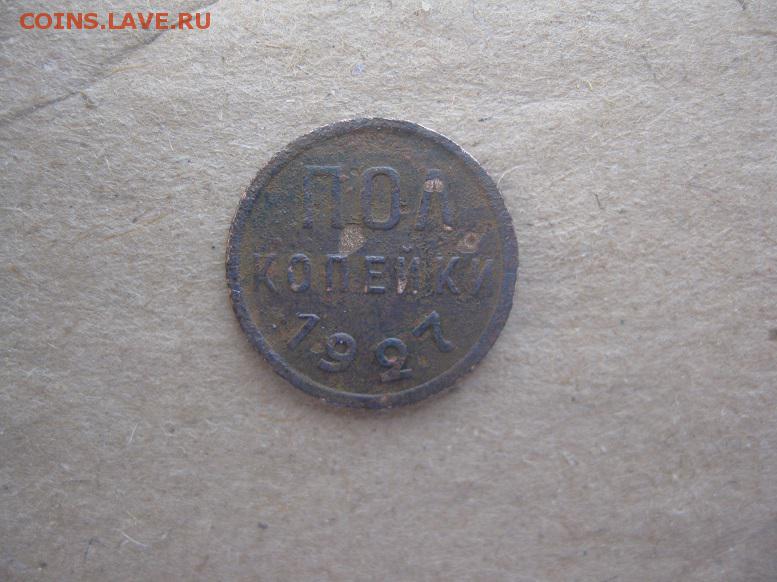 COINS.LAVE.RU
ПОЛ
КОПЕЙКИ
1927